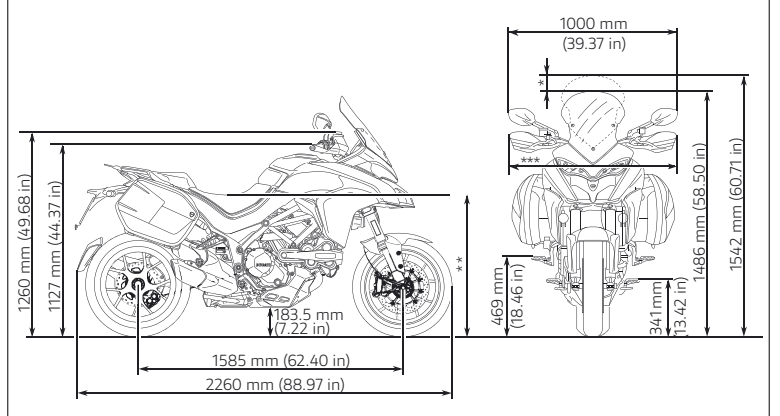 1000 mm
(39.37 in)
*
***
1260 mm (49.68 in)
1127 mm (44.37 in)
**
183.5 mm
(7.22 in)
1585 mm (62.40 in)
2260 mm (88.97 in)
469 mm
(18.46 in)
341mm
(13.42 in)
1486 mm (58.50 in)
1542 mm (60.71 in)